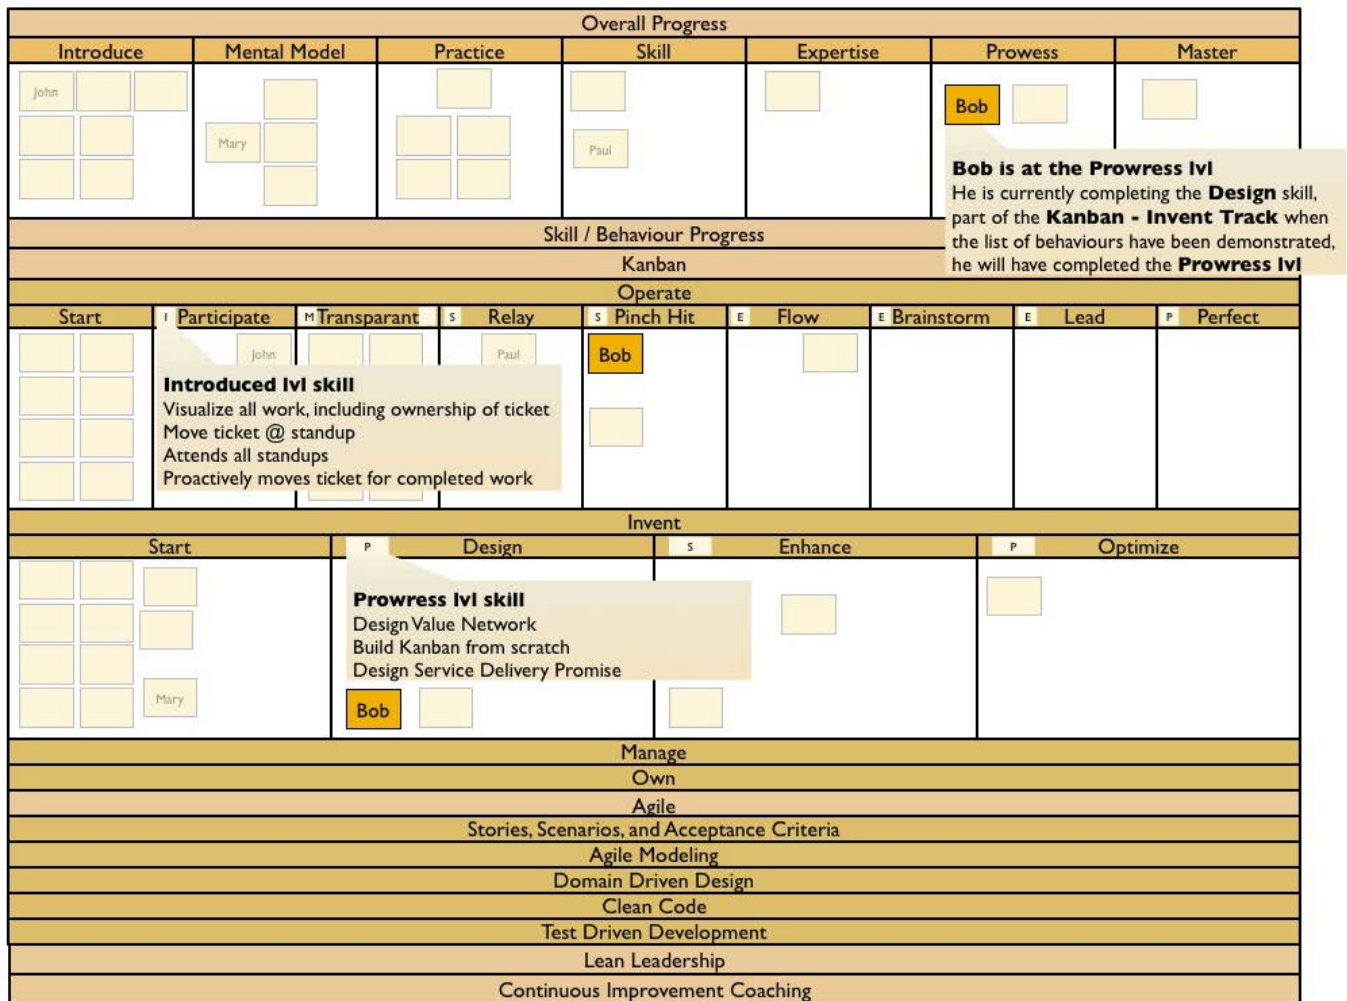 Overall Progress
Introduce Mental Model Practice Skill Expertise Prowess Master
John
Bob
Mary
Paul
Bob is at the Prowress lvl
He is currently completing the Design skill,
part of the Kanban - Invent Track when
the list of behaviours have been demonstrated,
he will have completed the Prowress lvl
Skill / Behaviour Progress
Kanban
Operate
Start I Participate M Transparant S Relay S Pinch Hit E Flow E Brainstorm E Lead P Perfect
John
Paul
Bob
Introduced lvl skill
Visualize all work, including ownership of ticket
Move ticket @ standup
Attends all standups
Proactively moves ticket for completed work
Invent
Start P Design S Enhance P Optimize
Prowress lvl skill
Design Value Network
Build Kanban from scratch
Design Service Delivery Promise
Mary
Bob
Manage
Own
Agile
Stories, Scenarios, and Acceptance Criteria
Agile Modeling
Domain Driven Design
Clean Code
Test Driven Development
Lean Leadership
Continuous Improvement Coaching